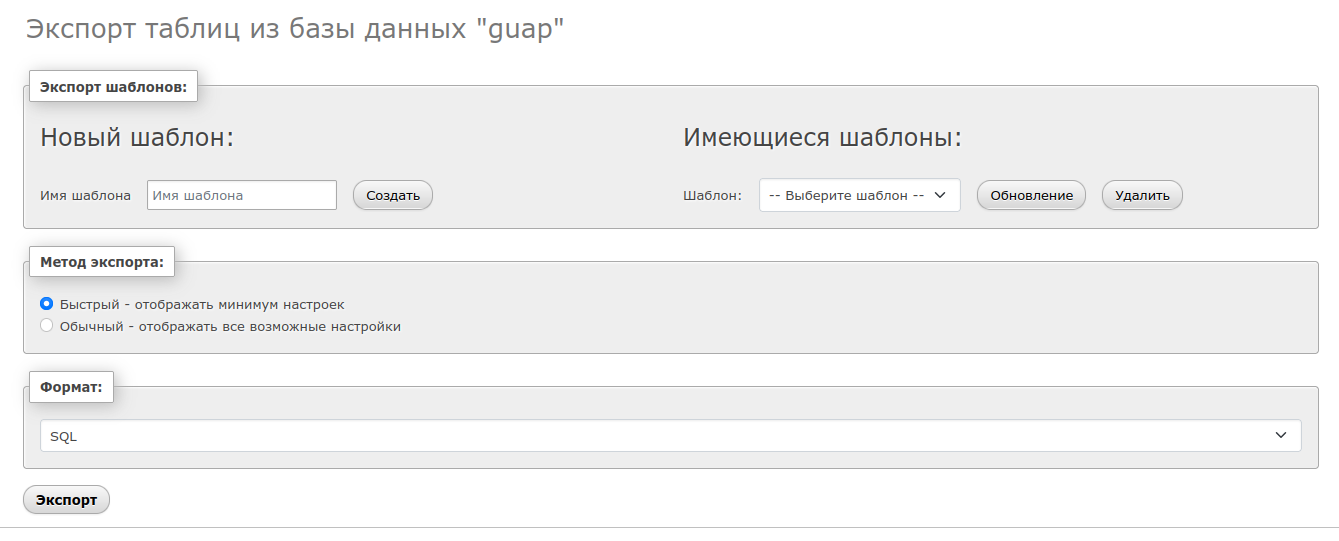 Экспорт таблиц из базы данных "guap"
Экспорт шаблонов:
Новый шаблон:
Имя шаблона Имя шаблона Создать
Имеющиеся шаблоны:
Шаблон: -- Выберите шаблон -- Обновление Удалить
Метод экспорта:
Быстрый - отображать минимум настроек
Обычный - отображать все возможные настройки
Формат:
SQL
Экспорт